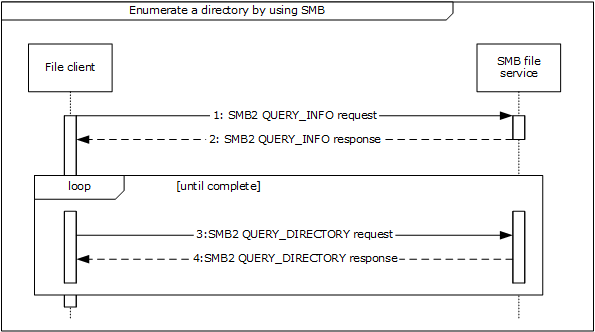 Enumerate a directory by using SMB
File client
SMB file
service
1: SMB2 QUERY_INFO request
2: SMB2 QUERY_INFO response
loop
[until complete]
3:SMB2 QUERY_DIRECTORY request
4:SMB2 QUERY_DIRECTORY response